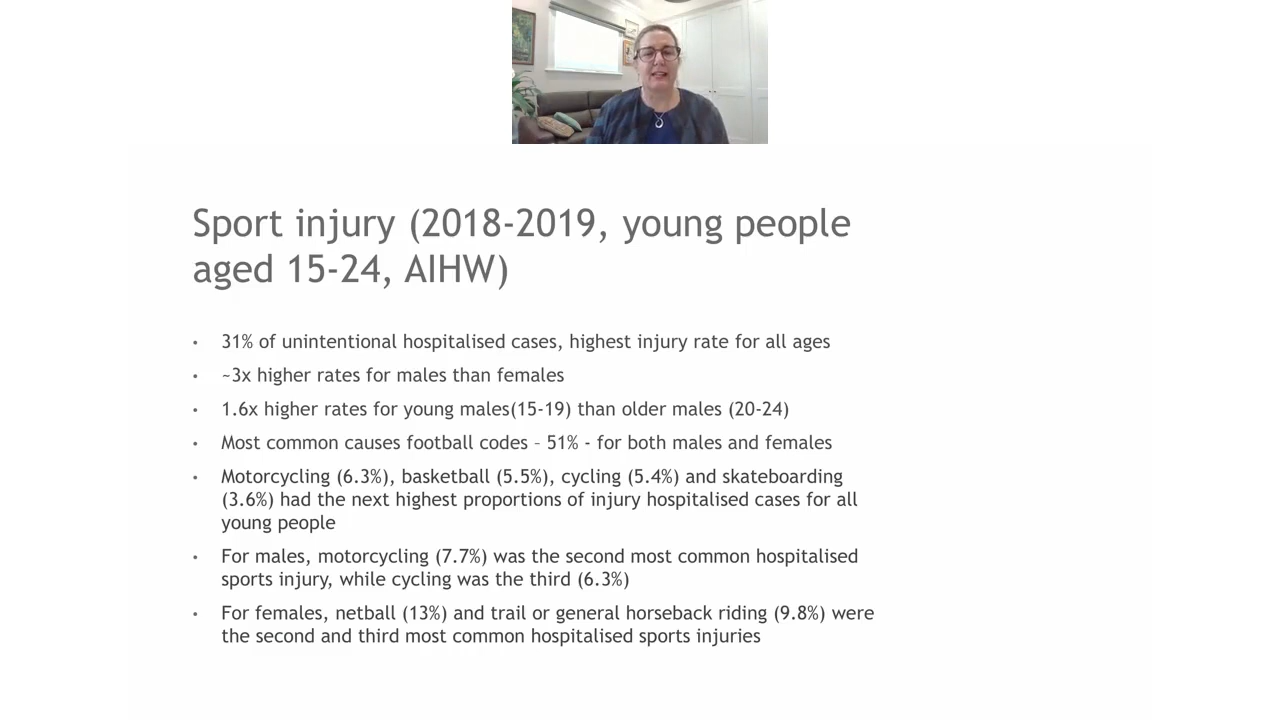 Sport injury (2018-2019, young people
aged 15-24, AIHW)
• 31% of unintentional hospitalised cases, highest injury rate for all ages
• ~3x higher rates for males than females
• 1.6x higher rates for young males(15-19) than older males (20-24)
• Most common causes football codes – 51% - for both males and females
• Motorcycling (6.3%), basketball (5.5%), cycling (5.4%) and skateboarding
(3.6%) had the next highest proportions of injury hospitalised cases for all
young people
• For males, motorcycling (7.7%) was the second most common hospitalised
sports injury, while cycling was the third (6.3%)
• For females, netball (13%) and trail or general horseback riding (9.8%) were
the second and third most common hospitalised sports injuries